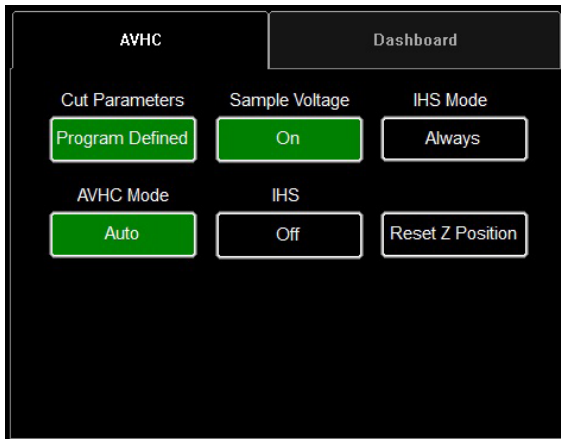 AVHC Dashboard
Cut Parameters Sample Voltage IHS Mode
Program Defined On Always
AVHC Mode IHS
Auto Off Reset Z Position